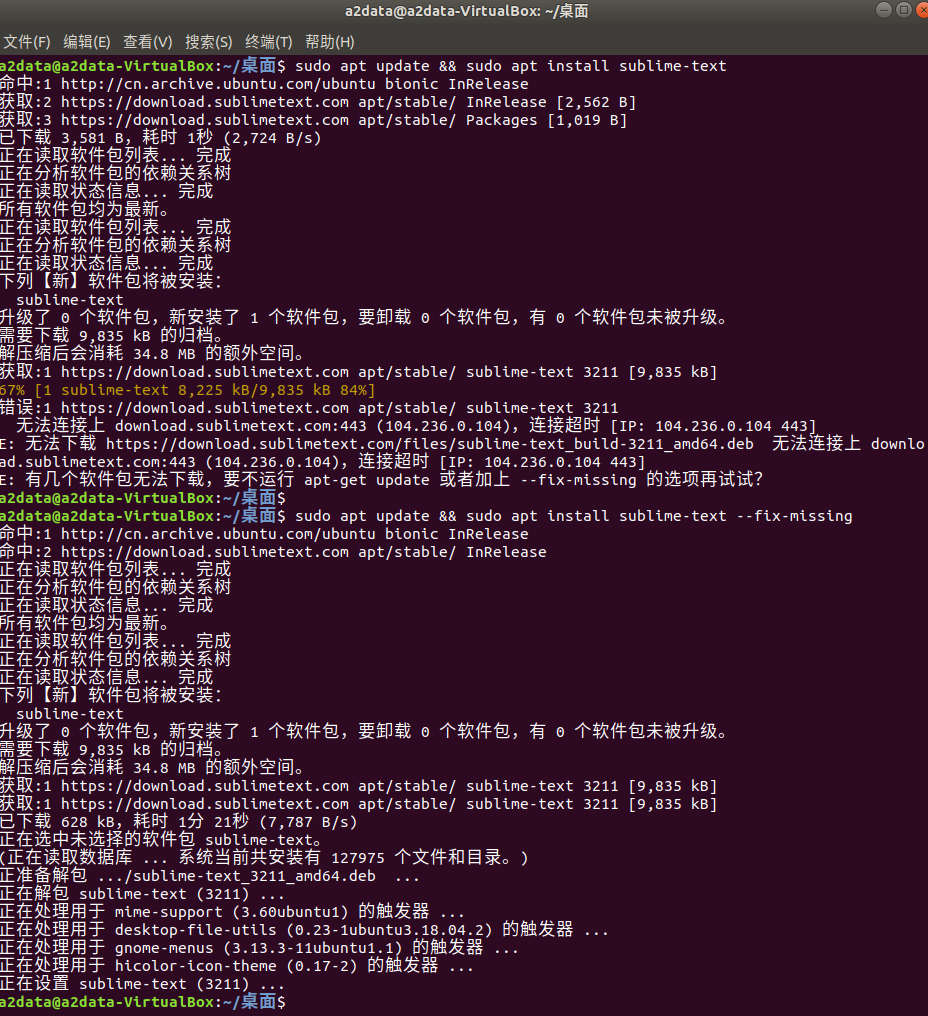 a2data@a2data-VirtualBox: ~/桌面
文件(F) 编辑(E) 查看(V) 搜索(S) 终端(T) 帮助(H)
a2data@a2data-VirtualBox:~/桌面$ sudo apt update && sudo apt install sublime-text
命中:1 http://cn.archive.ubuntu.com/ubuntu bionic InRelease
获取:2 https://download.sublimetext.com apt/stable/ InRelease [2,562 B]
获取:3 https://download.sublimetext.com apt/stable/ Packages [1,019 B]
已下载 3,581 B，耗时 1秒 (2,724 B/s)
正在读取软件包列表... 完成
正在分析软件包的依赖关系树
正在读取状态信息... 完成
所有软件包均为最新。
正在读取软件包列表... 完成
正在分析软件包的依赖关系树
正在读取状态信息... 完成
下列【新】软件包将被安装：
  sublime-text
升级了 0 个软件包，新安装了 1 个软件包，要卸载 0 个软件包，有 0 个软件包未被升级。
需要下载 9,835 kB 的归档。
解压缩后会消耗 34.8 MB 的额外空间。
获取:1 https://download.sublimetext.com apt/stable/ sublime-text 3211 [9,835 kB]
67% [1 sublime-text 8,225 kB/9,835 kB 84%]
错误:1 https://download.sublimetext.com apt/stable/ sublime-text 3211
  无法连接上 download.sublimetext.com:443 (104.236.0.104)，连接超时 [IP: 104.236.0.104 443]
E: 无法下载 https://download.sublimetext.com/files/sublime-text_build-3211_amd64.deb  无法连接上 downlo
ad.sublimetext.com:443 (104.236.0.104)，连接超时 [IP: 104.236.0.104 443]
E: 有几个软件包无法下载，要不运行 apt-get update 或者加上 --fix-missing 的选项再试试？
a2data@a2data-VirtualBox:~/桌面$
a2data@a2data-VirtualBox:~/桌面$ sudo apt update && sudo apt install sublime-text --fix-missing
命中:1 http://cn.archive.ubuntu.com/ubuntu bionic InRelease
命中:2 https://download.sublimetext.com apt/stable/ InRelease
正在读取软件包列表... 完成
正在分析软件包的依赖关系树
正在读取状态信息... 完成
所有软件包均为最新。
正在读取软件包列表... 完成
正在分析软件包的依赖关系树
正在读取状态信息... 完成
下列【新】软件包将被安装：
  sublime-text
升级了 0 个软件包，新安装了 1 个软件包，要卸载 0 个软件包，有 0 个软件包未被升级。
需要下载 9,835 kB 的归档。
解压缩后会消耗 34.8 MB 的额外空间。
获取:1 https://download.sublimetext.com apt/stable/ sublime-text 3211 [9,835 kB]
获取:1 https://download.sublimetext.com apt/stable/ sublime-text 3211 [9,835 kB]
已下载 628 kB，耗时 1分 21秒 (7,787 B/s)
正在选中未选择的软件包 sublime-text。
(正在读取数据库 ... 系统当前共安装有 127975 个文件和目录。)
正准备解包 .../sublime-text_3211_amd64.deb  ...
正在解包 sublime-text (3211) ...
正在处理用于 mime-support (3.60ubuntu1) 的触发器 ...
正在处理用于 desktop-file-utils (0.23-1ubuntu3.18.04.2) 的触发器 ...
正在处理用于 gnome-menus (3.13.3-11ubuntu1.1) 的触发器 ...
正在处理用于 hicolor-icon-theme (0.17-2) 的触发器 ...
正在设置 sublime-text (3211) ...
a2data@a2data-VirtualBox:~/桌面$